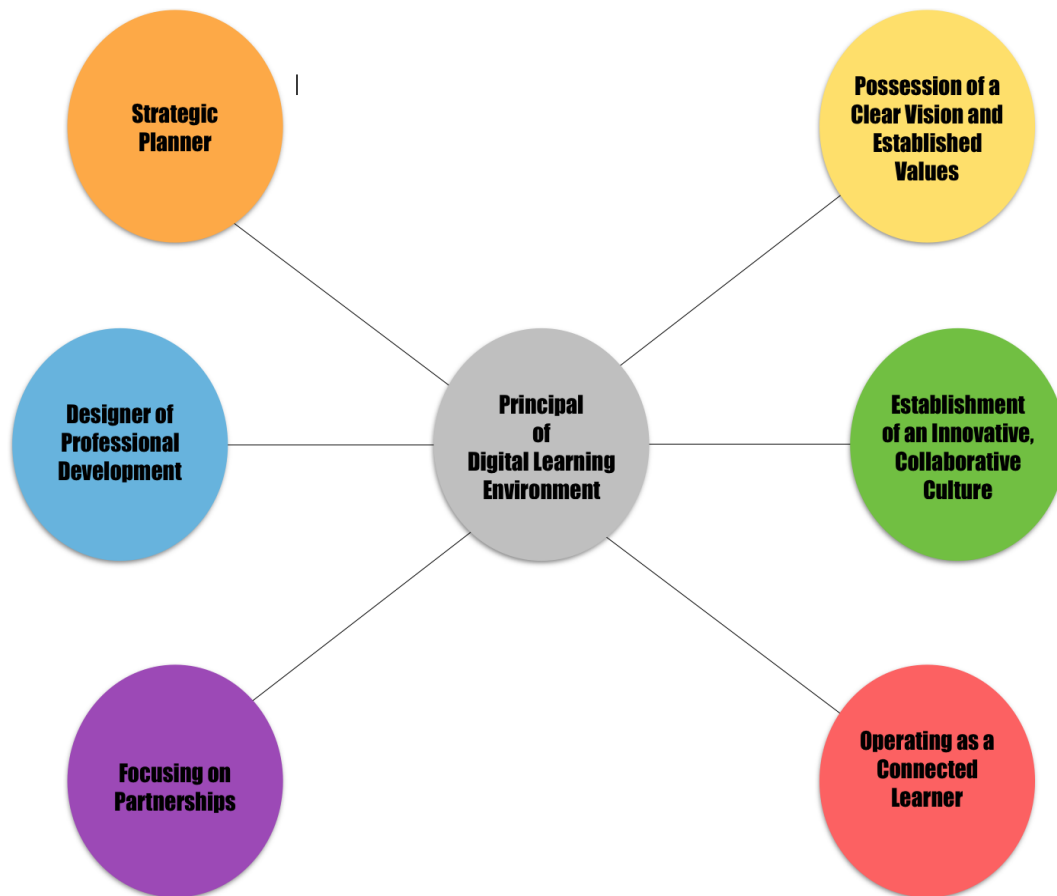 Strategic
Planner
Possession of a
Clear Vision and
Established
Values
Designer of
Professional
Development
Principal
of
Digital Learning
Environment
Establishment
of an Innovative,
Collaborative
Culture
Focusing on
Partnerships
Operating as a
Connected
Learner